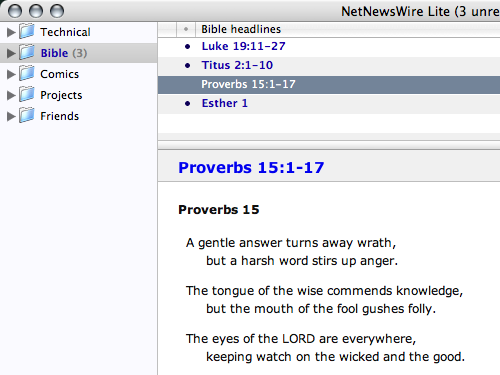 NetNewsWire Lite (3 unre
Technical
Bible (3)
Comics
Projects
Friends
Bible headlines
Luke 19:11-27
Titus 2:1-10
Proverbs 15:1-17
Esther 1
Proverbs 15:1-17
Proverbs 15
A gentle answer turns away wrath,
but a harsh word stirs up anger.
The tongue of the wise commends knowledge,
but the mouth of the fool gushes folly.
The eyes of the LORD are everywhere,
keeping watch on the wicked and the good.